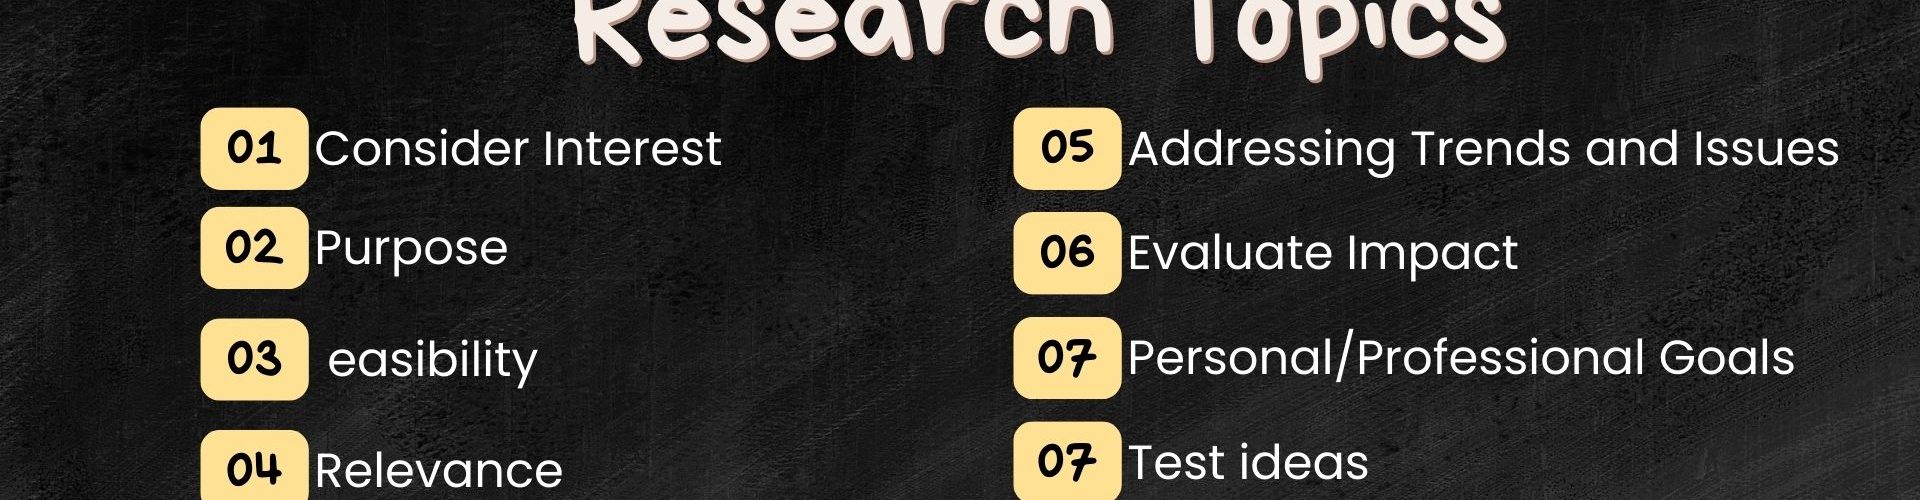 Research Topics
01 Consider Interest
02 Purpose
03 easibility
04 Relevance
05 Addressing Trends and Issues
06 Evaluate Impact
07 Personal/Professional Goals
07 Test ideas